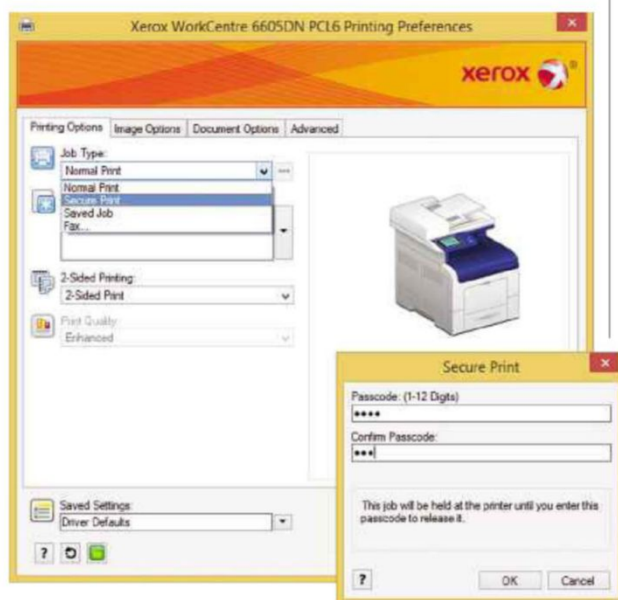 Xerox WorkCentre 6605DN PCL6 Printing Preferences
xerox
Printing Options Image Options Document Options Advanced
Job Type:
Normal Print
Normal Print
Secure Print
Saved Job
Fax...
2-Sided Printing:
2-Sided Print
Print Quality:
Enhanced
Secure Print
Passcode: (1-12 Digits)
••••
Confirm Passcode:
•••
This job will be held at the printer until you enter this
passcode to release it.
Saved Settings:
Driver Defaults
?
? OK Cancel